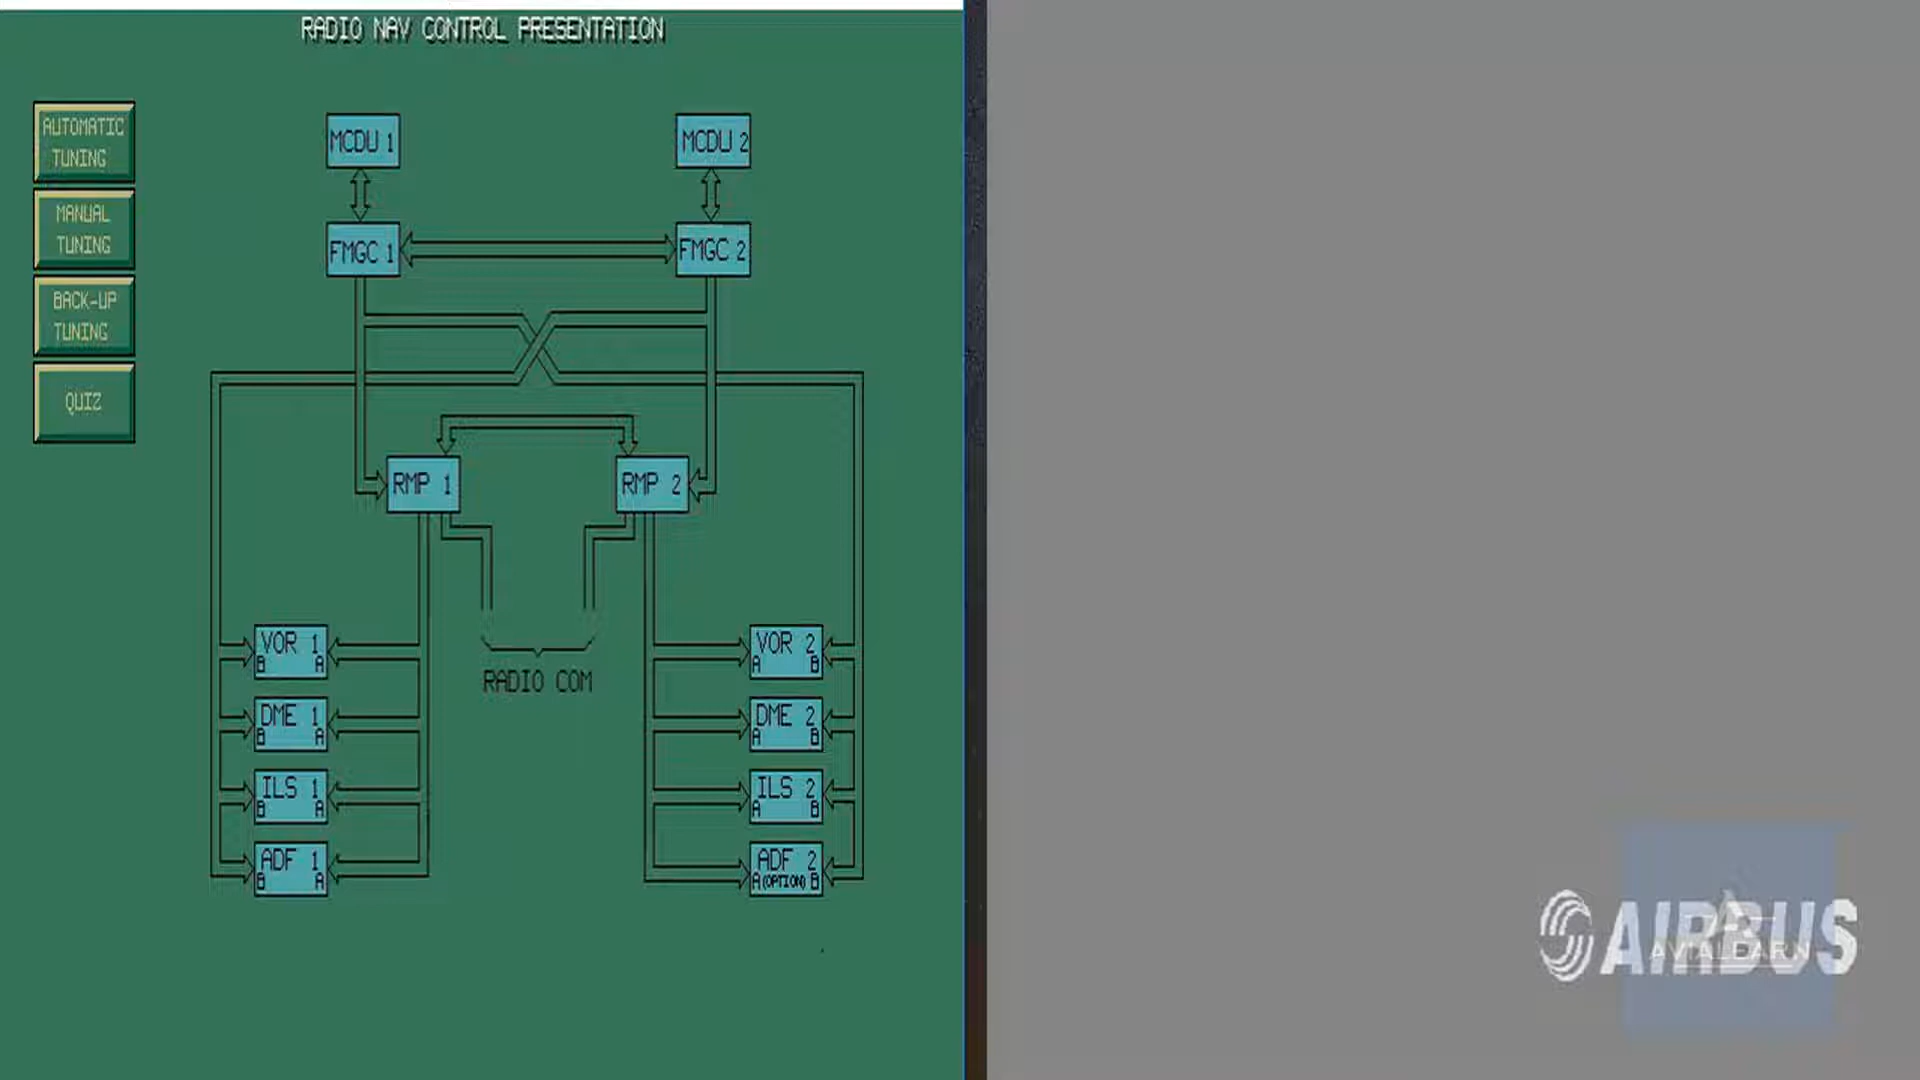 RADIO NAV CONTROL PRESENTATION
AUTOMATIC
TUNING
MANUAL
TUNING
BACK-UP
TUNING
QUIZ
MCDU 1
MCDU 2
FMGC 1
FMGC 2
RMP 1
RMP 2
RADIO COM
VOR 1
B A
VOR 2
A B
DME 1
B A
DME 2
A B
ILS 1
B A
ILS 2
A B
ADF 1
B A
ADF 2
A (OPTION) B
AIRBUS
AVIALEARN